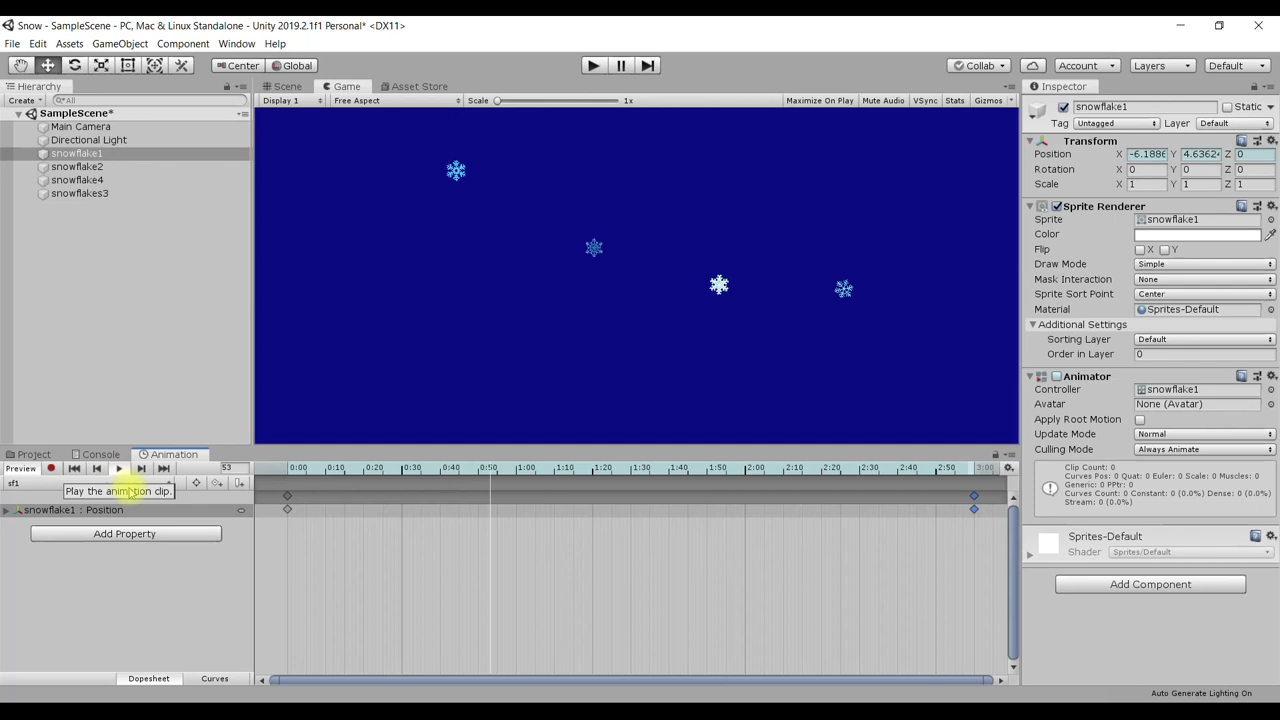 Snow - SampleScene - PC, Mac & Linux Standalone - Unity 2019.2.1f1 Personal* <DX11>
File Edit Assets GameObject Component Window Help
Center Global Collab Account Layers Default
Hierarchy
Create All
SampleScene*
Main Camera
Directional Light
snowflake1
snowflake2
snowflake4
snowflakes3
Scene Game Asset Store
Display 1 Free Aspect Scale 1x Maximize On Play Mute Audio VSync Stats Gizmos
Inspector
snowflake1 Static
Tag Untagged Layer Default
Transform
Position X -6.1886 Y 4.63624 Z 0
Rotation X 0 Y 0 Z 0
Scale X 1 Y 1 Z 1
Sprite Renderer
Sprite snowflake1
Color
Flip X Y
Draw Mode Simple
Mask Interaction None
Sprite Sort Point Center
Material Sprites-Default
Additional Settings
Sorting Layer Default
Order in Layer 0
Animator
Controller snowflake1
Avatar None (Avatar)
Apply Root Motion
Update Mode Normal
Culling Mode Always Animate
Clip Count: 0
Curves Pos: 0 Quat: 0 Euler: 0 Scale: 0 Muscles: 0
Generic: 0 PPtr: 0
Curves Count: 0 Constant: 0 (0.0%) Dense: 0 (0.0%)
Stream: 0 (0.0%)
Sprites-Default
Shader Sprites/Default
Add Component
Project Console Animation
Preview 53 0:00 0:10 0:20 0:30 0:40 0:50 1:00 1:10 1:20 1:30 1:40 1:50 2:00 2:10 2:20 2:30 2:40 2:50 3:00
sf1
Play the animation clip.
snowflake1 : Position
Add Property
Dopesheet Curves
Auto Generate Lighting On